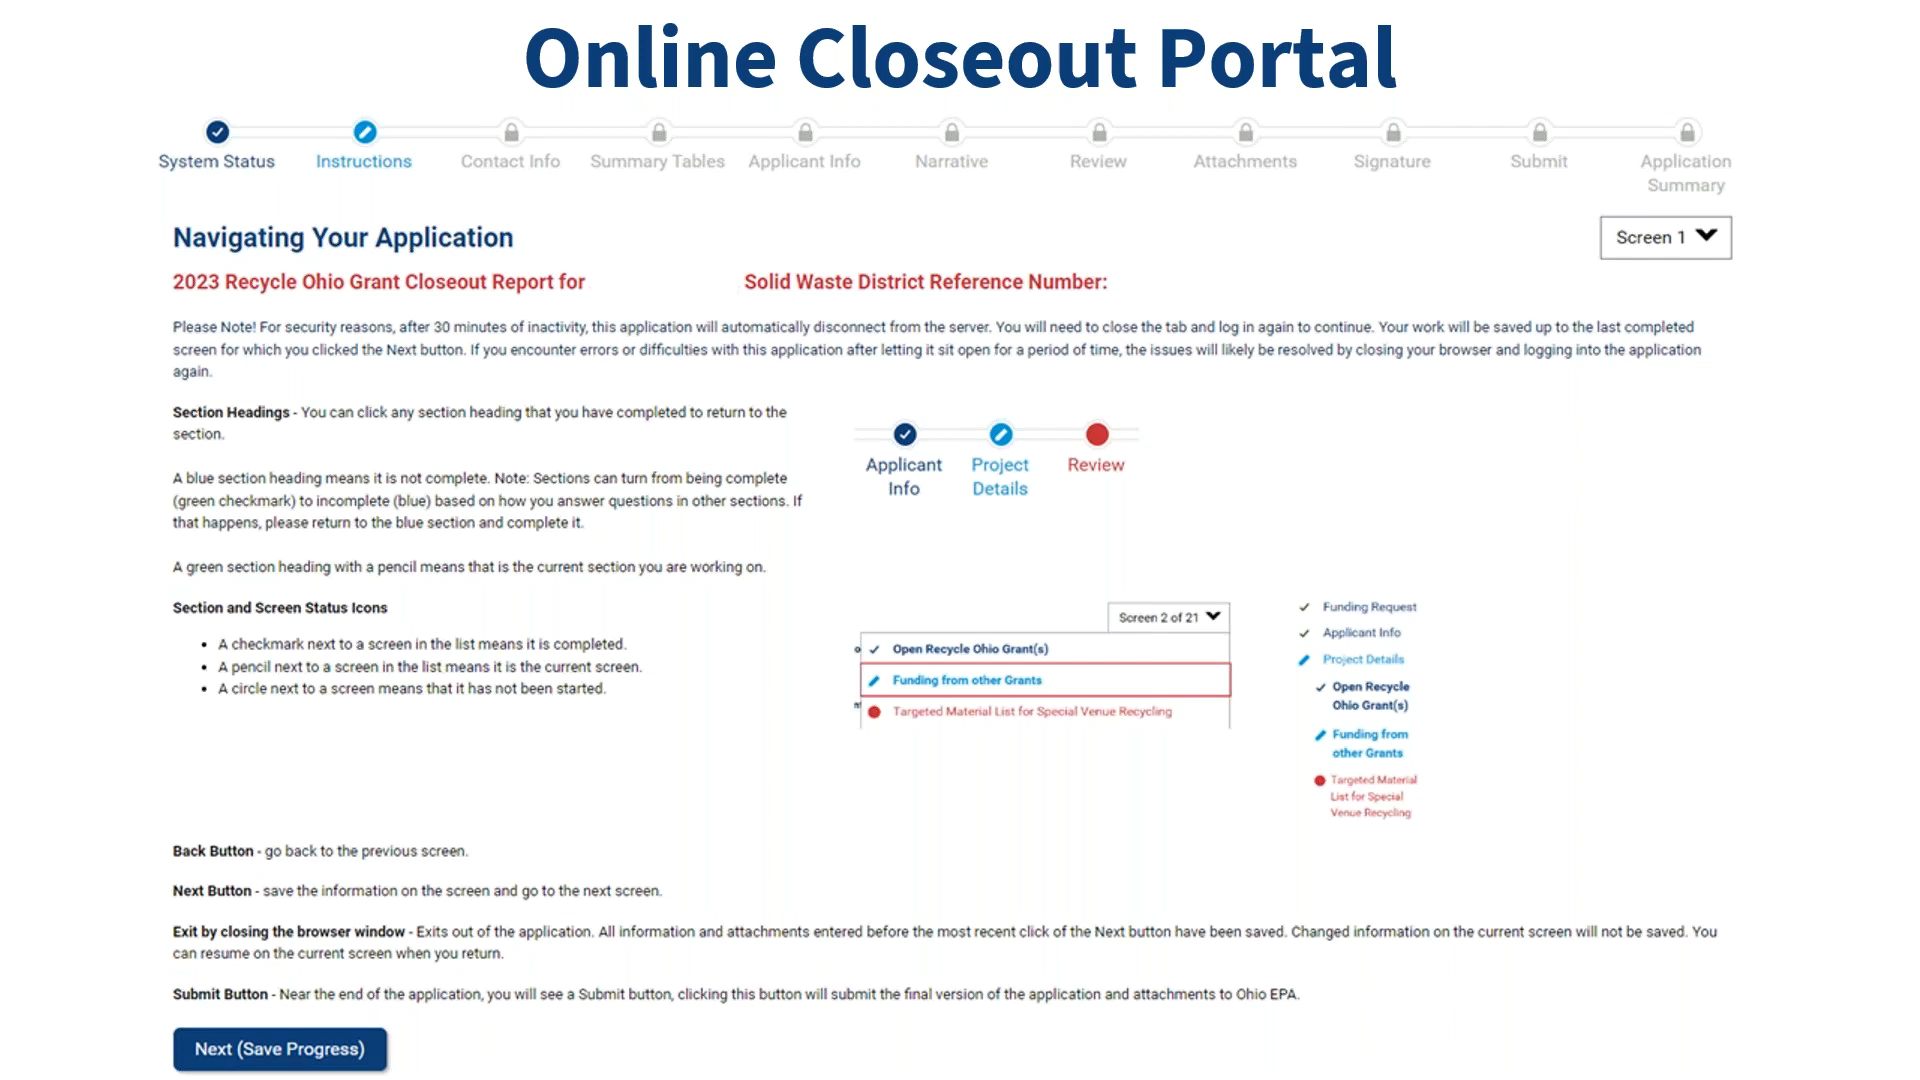 Online Closeout Portal
System Status
Instructions
Contact Info
Summary Tables
Applicant Info
Narrative
Review
Attachments
Signature
Submit
Application
Summary
Navigating Your Application
Screen 1
2023 Recycle Ohio Grant Closeout Report for
Solid Waste District Reference Number:
Please Note! For security reasons, after 30 minutes of inactivity, this application will automatically disconnect from the server. You will need to close the tab and log in again to continue. Your work will be saved up to the last completed
screen for which you clicked the Next button. If you encounter errors or difficulties with this application after letting it sit open for a period of time, the issues will likely be resolved by closing your browser and logging into the application
again.
Section Headings - You can click any section heading that you have completed to return to the
section.
A blue section heading means it is not complete. Note: Sections can turn from being complete
(green checkmark) to incomplete (blue) based on how you answer questions in other sections. If
that happens, please return to the blue section and complete it.
A green section heading with a pencil means that is the current section you are working on.
Applicant
Info
Project
Details
Review
Section and Screen Status Icons
• A checkmark next to a screen in the list means it is completed.
• A pencil next to a screen in the list means it is the current screen.
• A circle next to a screen means that it has not been started.
Screen 2 of 21
Open Recycle Ohio Grant(s)
Funding from other Grants
Targeted Material List for Special Venue Recycling
Funding Request
Applicant Info
Project Details
Open Recycle
Ohio Grant(s)
Funding from
other Grants
Targeted Material
List for Special
Venue Recycling
Back Button - go back to the previous screen.
Next Button - save the information on the screen and go to the next screen.
Exit by closing the browser window - Exits out of the application. All information and attachments entered before the most recent click of the Next button have been saved. Changed information on the current screen will not be saved. You
can resume on the current screen when you return.
Submit Button - Near the end of the application, you will see a Submit button, clicking this button will submit the final version of the application and attachments to Ohio EPA.
Next (Save Progress)